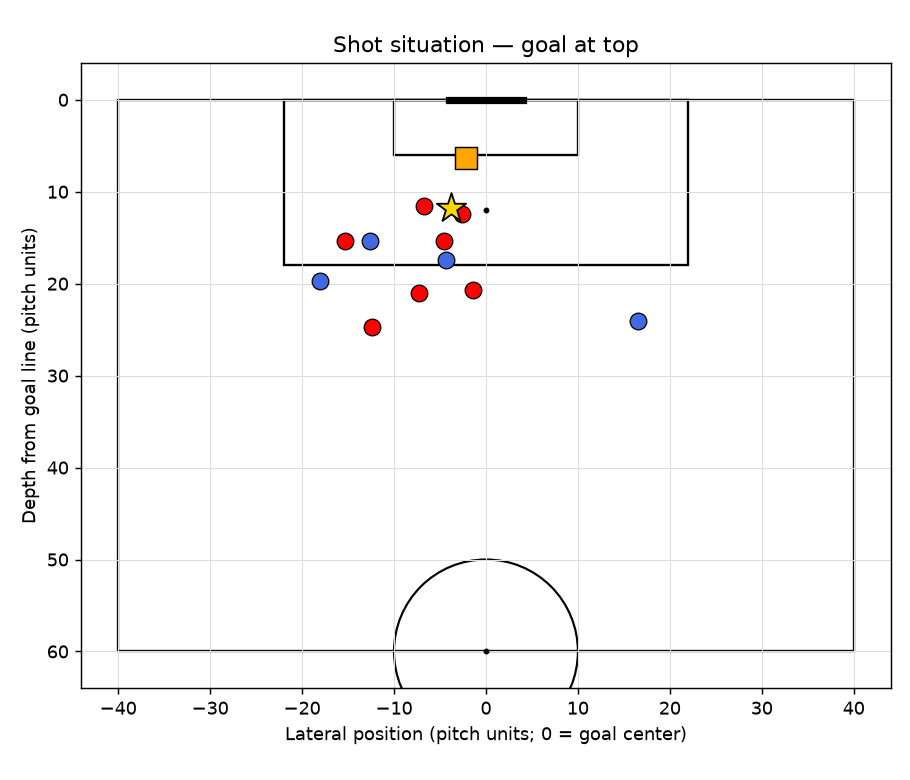 Shot situation — goal at top
0
10
20
30
40
50
60
Depth from goal line (pitch units)
−40 −30 −20 −10 0 10 20 30 40
Lateral position (pitch units; 0 = goal center)